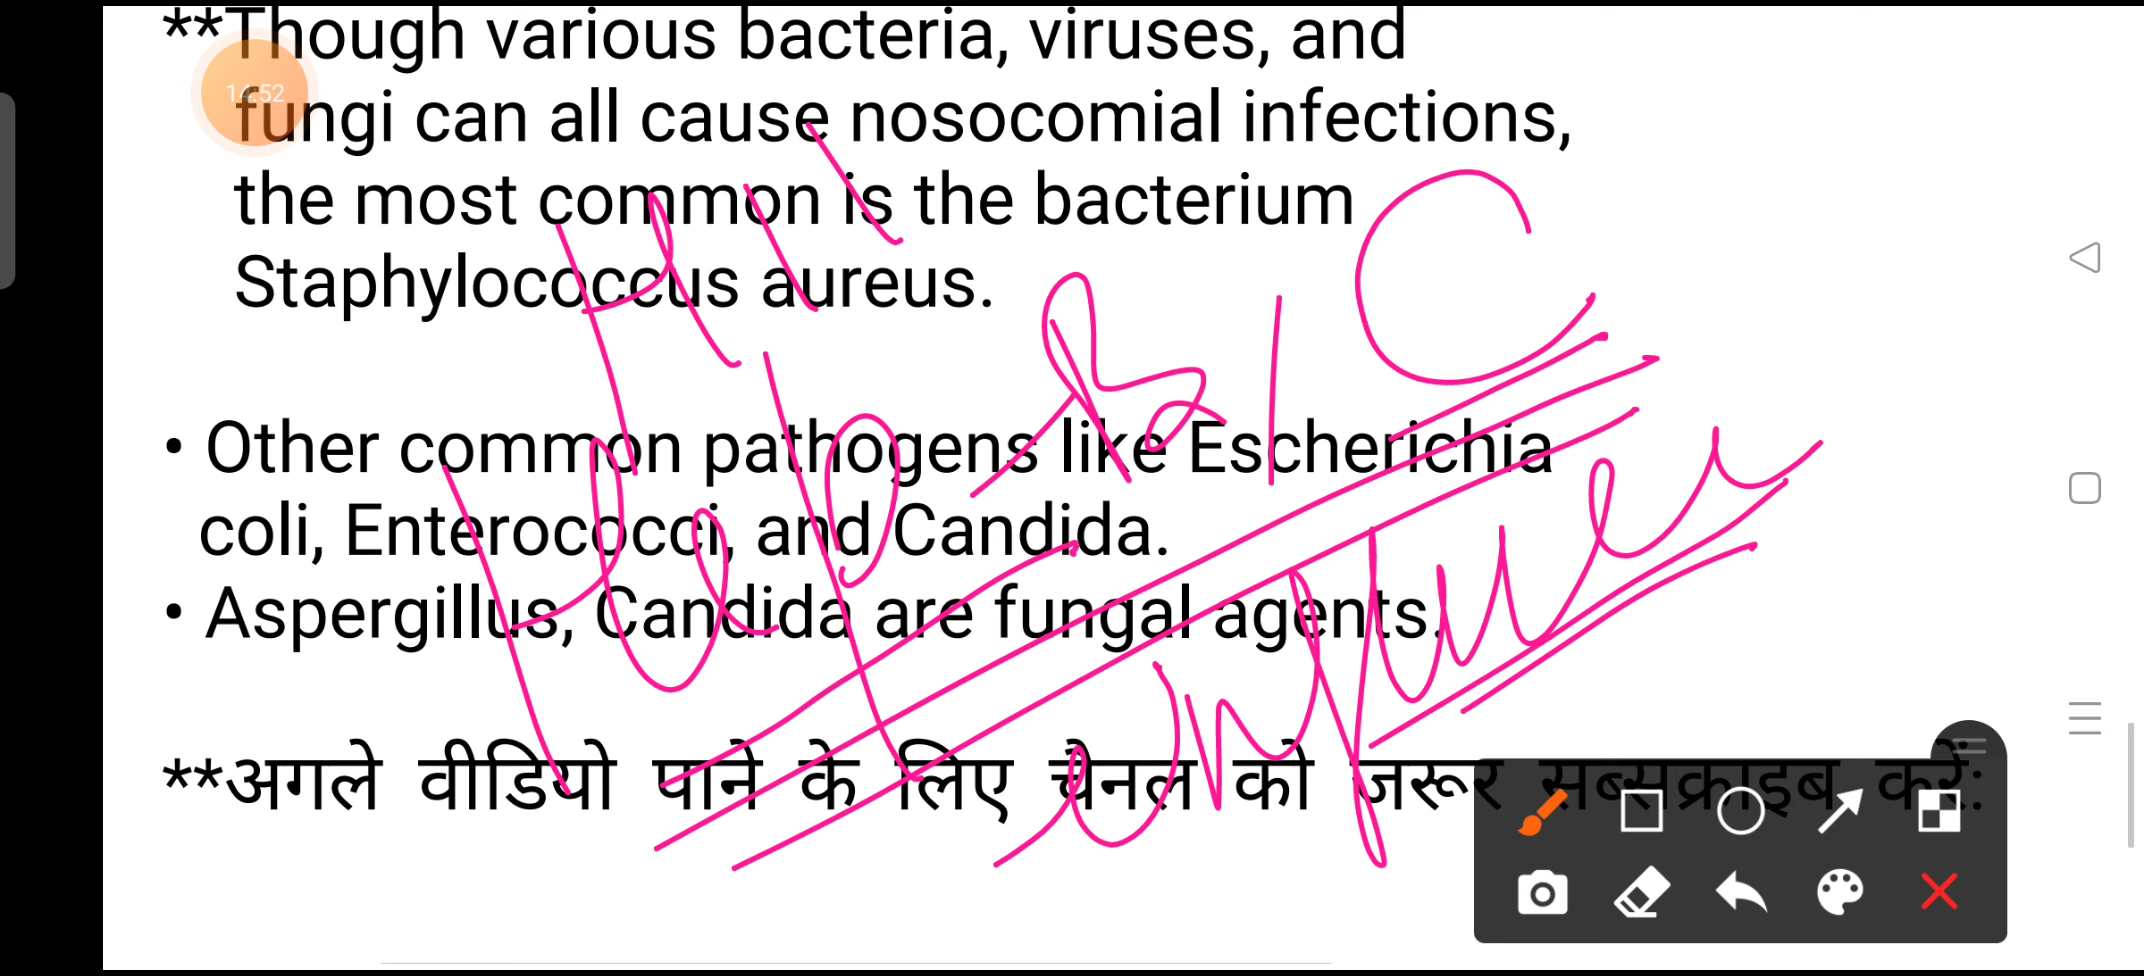 **Though various bacteria, viruses, and
14:52
fungi can all cause nosocomial infections,
the most common is the bacterium
Staphylococcus aureus.
• Other common pathogens like Escherichia
coli, Enterococci, and Candida.
• Aspergillus, Candida are fungal agents.
**अगले वीडियो पाने के लिए चैनल को जरूर सब्सक्राइब करें: